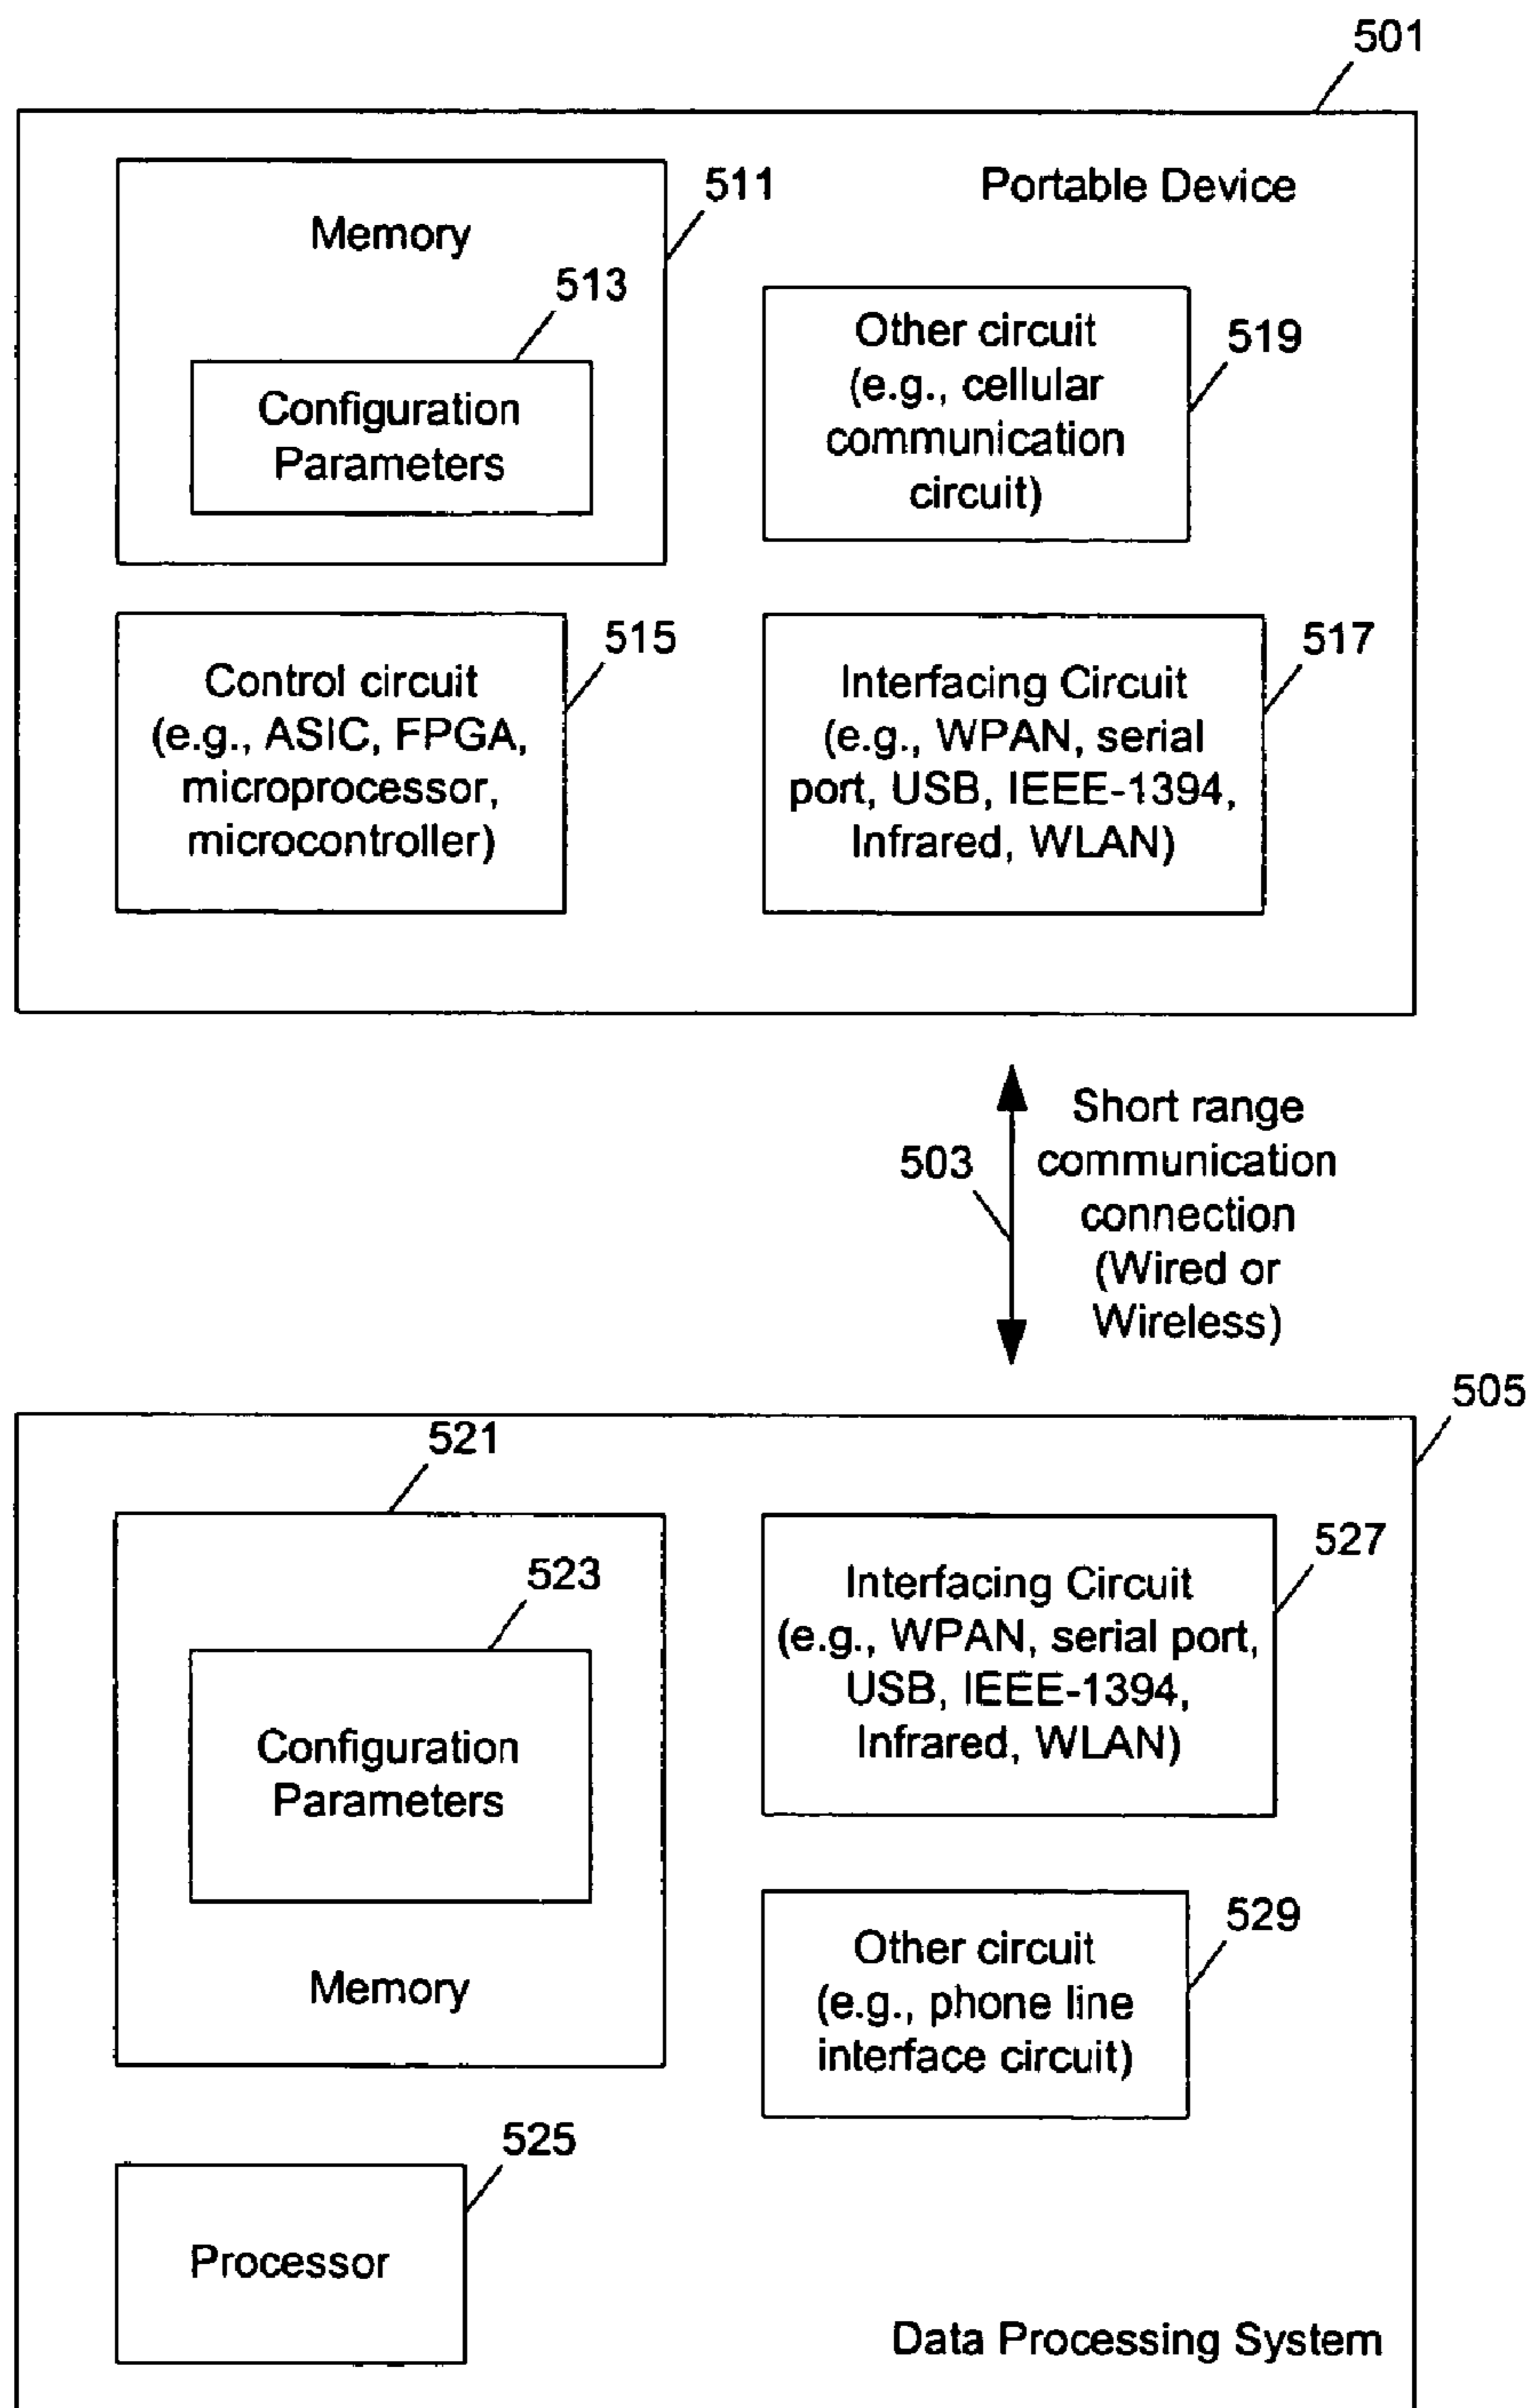 501
Portable Device
511
Memory
513
Configuration
Parameters
Other circuit
(e.g., cellular
communication
circuit)
519
515
Control circuit
(e.g., ASIC, FPGA,
microprocessor,
microcontroller)
517
Interfacing Circuit
(e.g., WPAN, serial
port, USB, IEEE-1394,
Infrared, WLAN)
503
Short range
communication
connection
(Wired or
Wireless)
505
521
523
Configuration
Parameters
Memory
527
Interfacing Circuit
(e.g., WPAN, serial port,
USB, IEEE-1394,
Infrared, WLAN)
529
Other circuit
(e.g., phone line
interface circuit)
525
Processor
Data Processing System